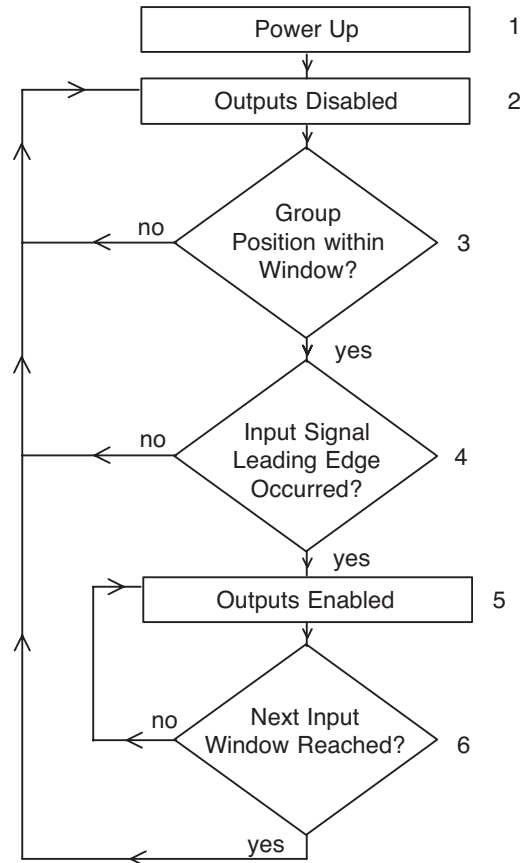 Power Up
1
Outputs Disabled
2
Group
Position within
Window?
3
no
yes
Input Signal
Leading Edge
Occurred?
4
no
yes
Outputs Enabled
5
Next Input
Window Reached?
6
no
yes